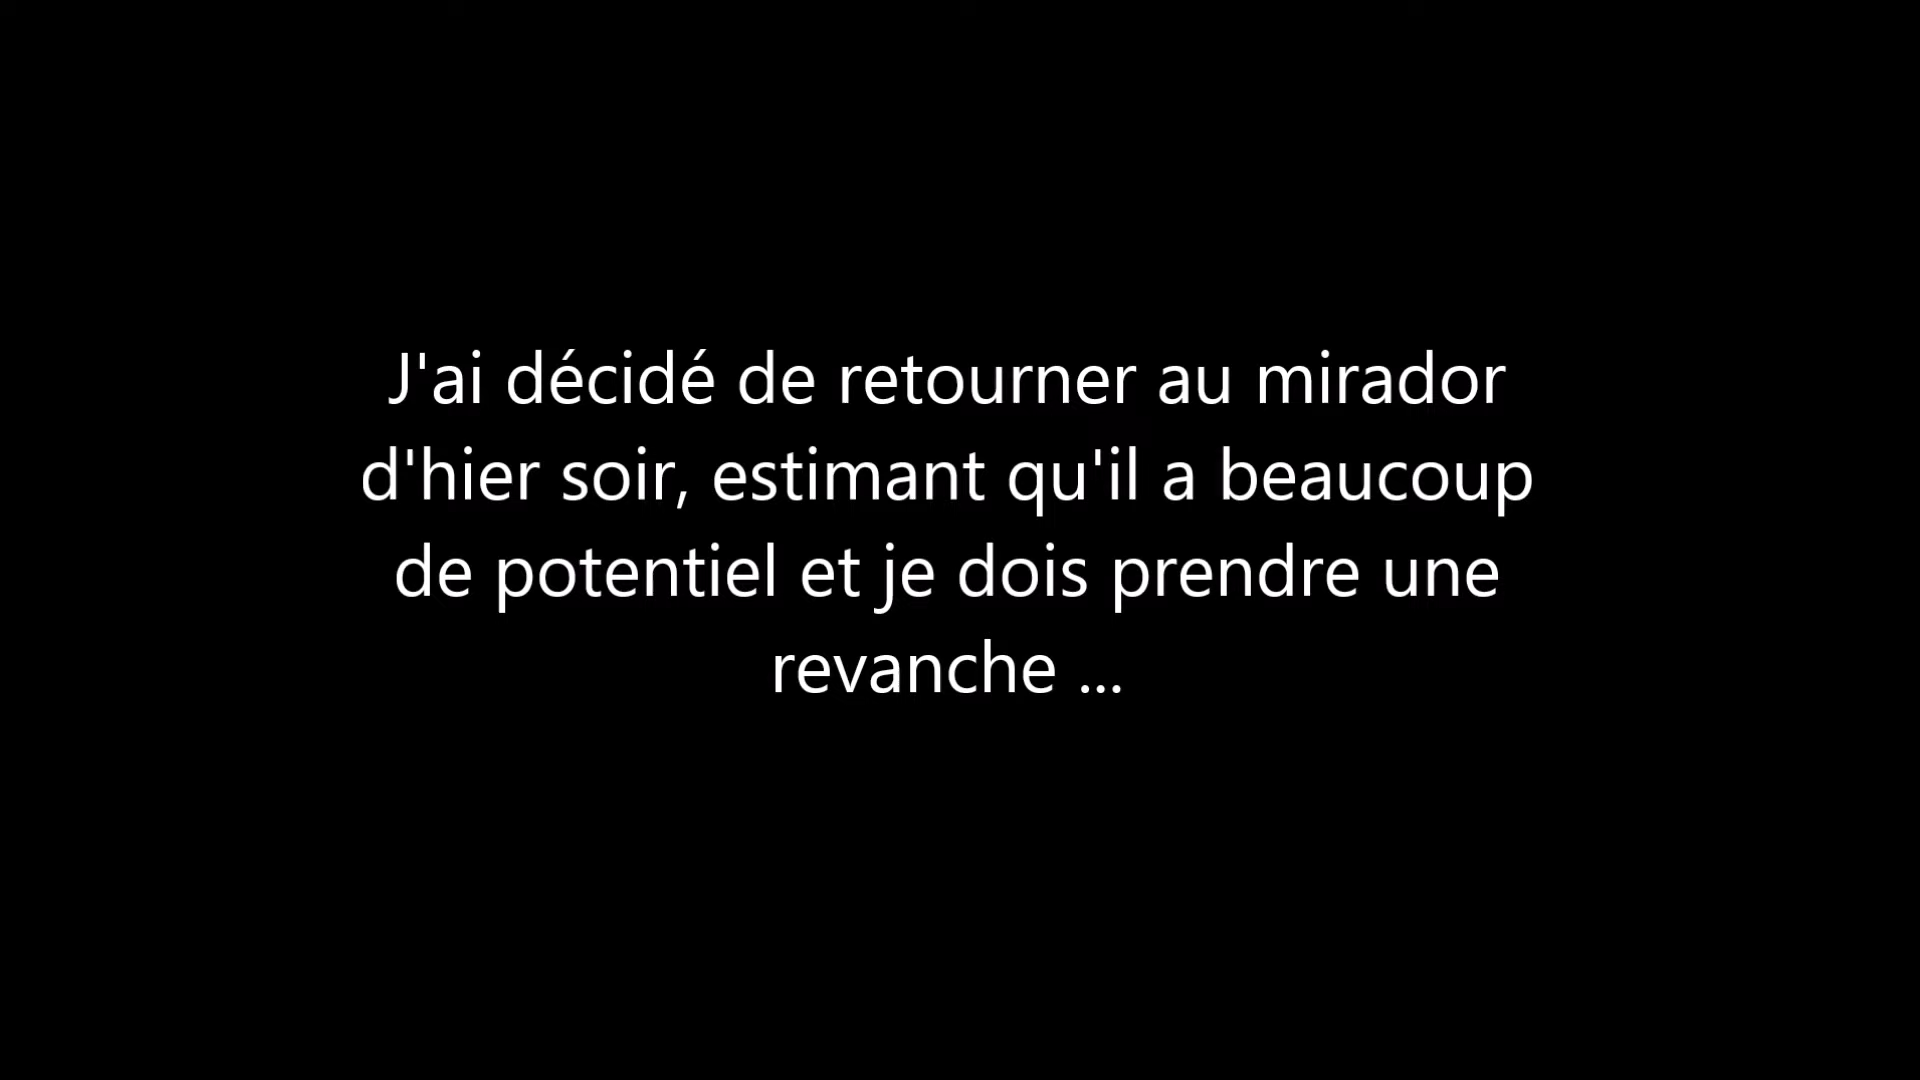 J'ai décidé de retourner au mirador
d'hier soir, estimant qu'il a beaucoup
de potentiel et je dois prendre une
revanche ...